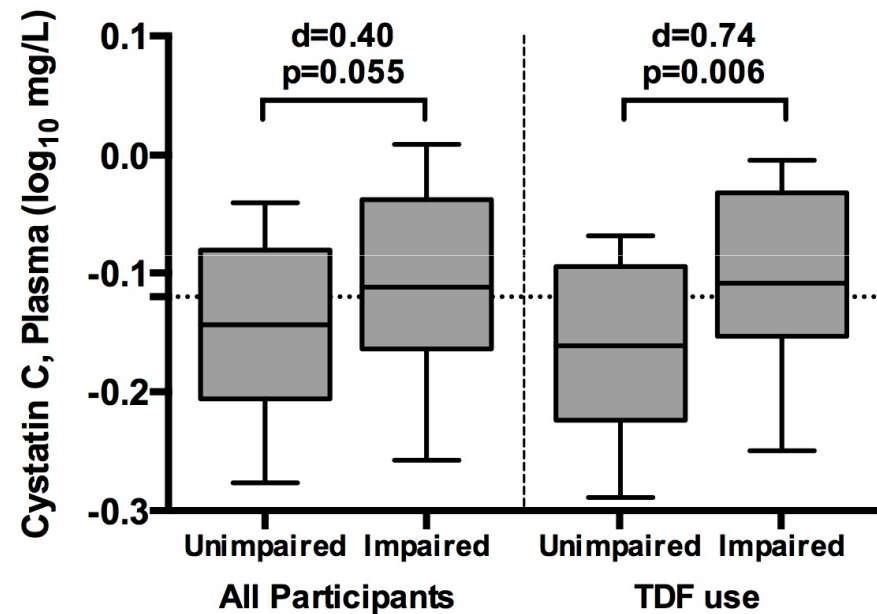 Cystatin C, Plasma (log10 mg/L)
0.1
0.0
-0.1
-0.2
-0.3
d=0.40
p=0.055
d=0.74
p=0.006
Unimpaired Impaired Unimpaired Impaired
All Participants TDF use